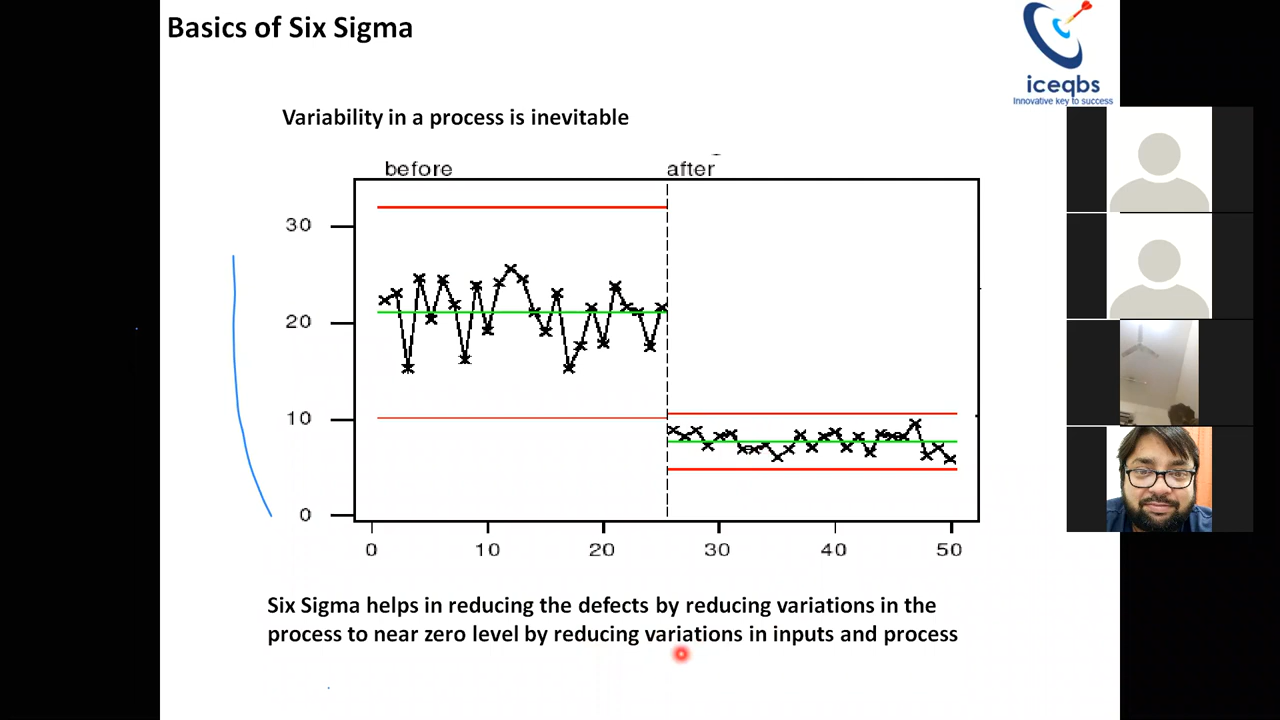 Basics of Six Sigma
iceqbs
Innovative key to success
Variability in a process is inevitable
before after
30
20
10
0
0 10 20 30 40 50
Six Sigma helps in reducing the defects by reducing variations in the
process to near zero level by reducing variations in inputs and process